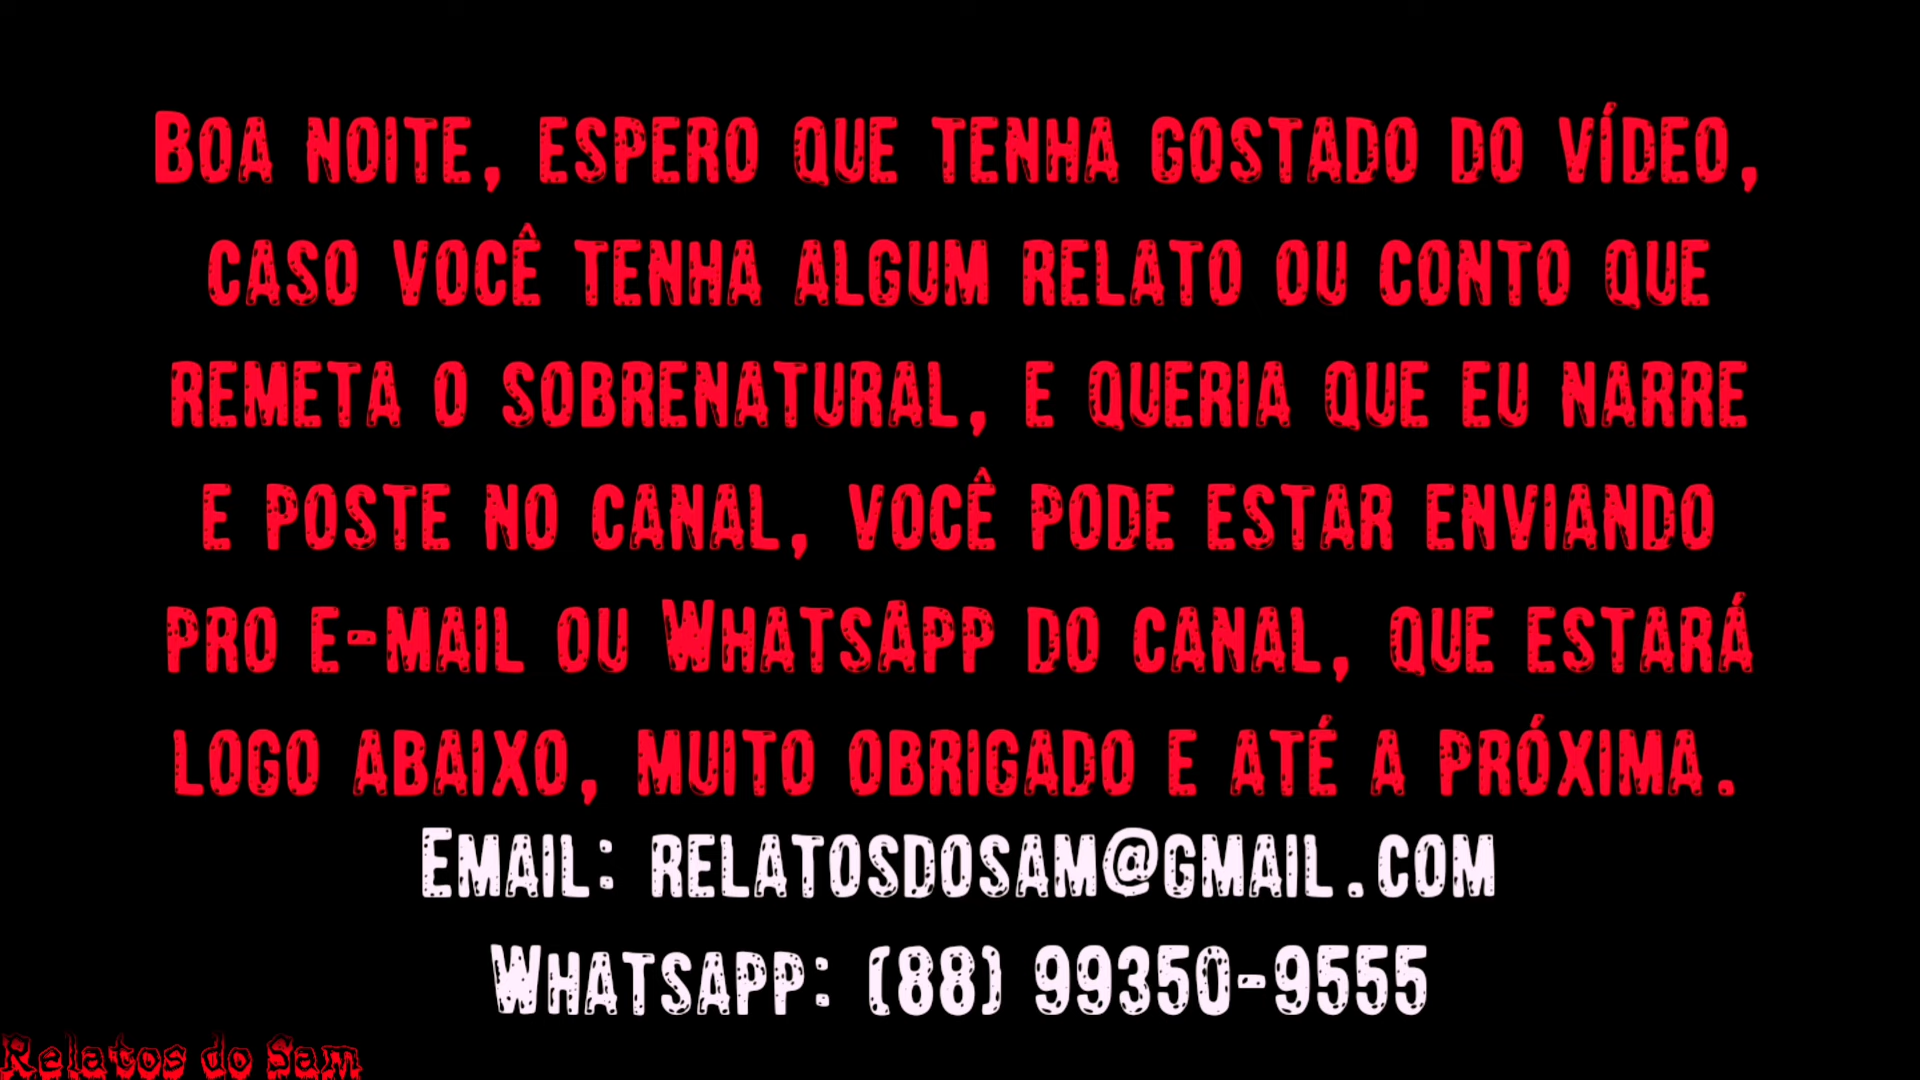 Boa noite, espero que tenha gostado do vídeo,
caso você tenha algum relato ou conto que
remeta o sobrenatural, e queria que eu narre
e poste no canal, você pode estar enviando
pro e-mail ou WhatsApp do canal, que estará
logo abaixo, muito obrigado e até a próxima.
Email: relatosdosam@gmail.com
Whatsapp: (88) 99350-9555
Relatos do Sam